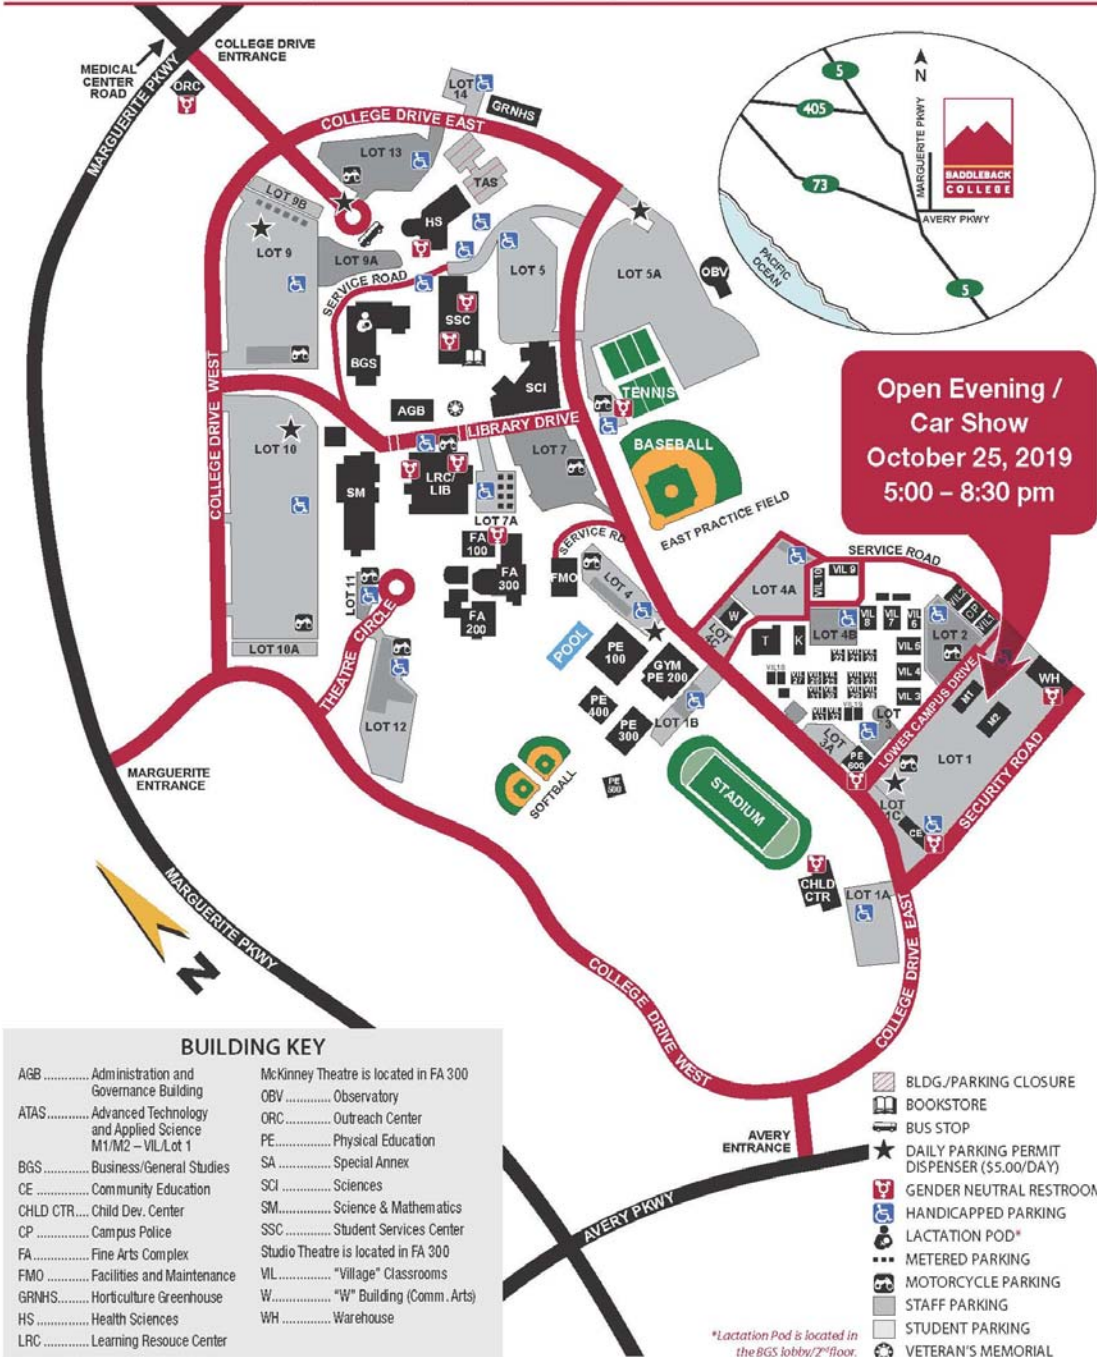 COLLEGE DRIVE
ENTRANCE
MEDICAL
CENTER
ROAD
ORC
MARGUERITE PKWY
COLLEGE DRIVE EAST
LOT
14
GRNHS
LOT 13
TAS
LOT 9B
HS
LOT 9
LOT 9A
SERVICE ROAD
LOT 5
LOT 5A
OBV
SSC
BGS
SCI
TENNIS
AGB
LIBRARY DRIVE
COLLEGE DRIVE WEST
LOT 10
LOT 7
BASEBALL
SM
LRC/
LIB
LOT 7A
EAST PRACTICE FIELD
FA
100
FA
300
FA
200
SERVICE RD
FMO
LOT 4
LOT 11
THEATRE CIRCLE
LOT 10A
LOT 12
POOL
PE
100
GYM
PE 200
PE
400
PE
300
PE
500
LOT 1B
SOFTBALL
STADIUM
SERVICE ROAD
LOT 4A
VIL 10
VIL 9
W
LOT
4C
T
K
LOT 4B
VIL
8
VIL
7
VIL
6
LOT 2
VIL2
CP
VIL1
VIL 5
VIL 4
VIL 3
LOT
3
LOT
3A
PE
600
LOWER CAMPUS DRIVE
M1
M2
WH
LOT 1
LOT
1C
CE
SECURITY ROAD
CHLD
CTR
LOT 1A
COLLEGE DRIVE EAST
MARGUERITE
ENTRANCE
MARGUERITE PKWY
N
COLLEGE DRIVE WEST
AVERY
ENTRANCE
AVERY PKWY
5
N
405
MARGUERITE PKWY
73
SADDLEBACK
COLLEGE
AVERY PKWY
PACIFIC
OCEAN
5
Open Evening /
Car Show
October 25, 2019
5:00 – 8:30 pm
BUILDING KEY
AGB ............. Administration and
Governance Building
ATAS ........... Advanced Technology
and Applied Science
M1/M2 – VIL/Lot 1
BGS ............. Business/General Studies
CE ............... Community Education
CHLD CTR .... Child Dev. Center
CP ............... Campus Police
FA ................ Fine Arts Complex
FMO ............ Facilities and Maintenance
GRNHS ........ Horticulture Greenhouse
HS ............... Health Sciences
LRC ............. Learning Resouce Center
McKinney Theatre is located in FA 300
OBV ............. Observatory
ORC ............. Outreach Center
PE ................ Physical Education
SA ............... Special Annex
SCI .............. Sciences
SM ............... Science & Mathematics
SSC ............. Student Services Center
Studio Theatre is located in FA 300
VIL ............... "Village" Classrooms
W ................. "W" Building (Comm. Arts)
WH .............. Warehouse
BLDG./PARKING CLOSURE
BOOKSTORE
BUS STOP
DAILY PARKING PERMIT
DISPENSER ($5.00/DAY)
GENDER NEUTRAL RESTROOM
HANDICAPPED PARKING
LACTATION POD*
METERED PARKING
MOTORCYCLE PARKING
STAFF PARKING
STUDENT PARKING
VETERAN'S MEMORIAL
*Lactation Pod is located in
the BGS lobby/2nd floor.